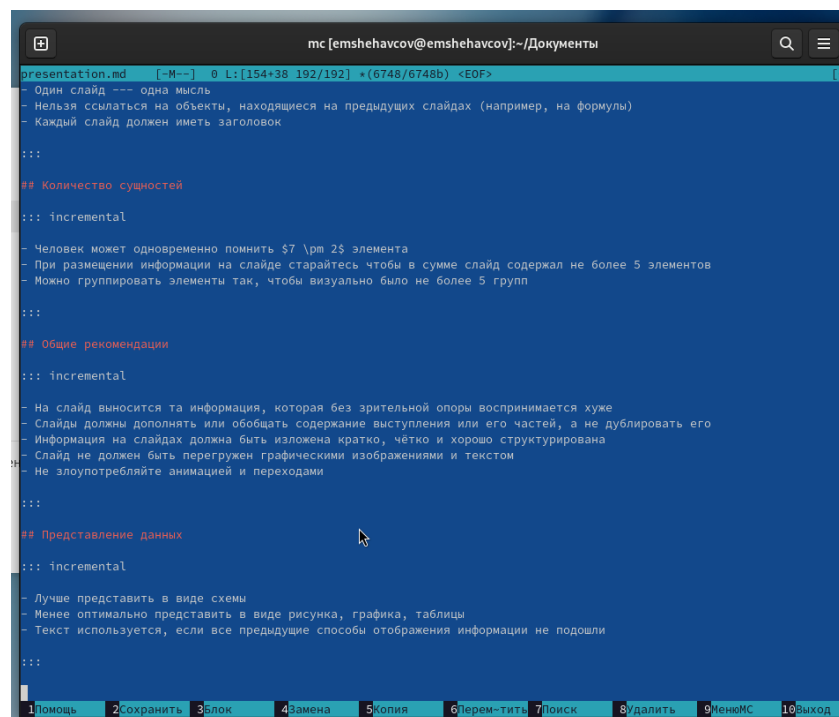 mc [emshehavcov@emshehavcov]:~/Документы
presentation.md [-M--] 0 L:[154+38 192/192] *(6748/6748b) <EOF> [
- Один слайд --- одна мысль
- Нельзя ссылаться на объекты, находящиеся на предыдущих слайдах (например, на формулы)
- Каждый слайд должен иметь заголовок
:::
## Количество сущностей
::: incremental
- Человек может одновременно помнить $7 \pm 2$ элемента
- При размещении информации на слайде старайтесь чтобы в сумме слайд содержал не более 5 элементов
- Можно группировать элементы так, чтобы визуально было не более 5 групп
:::
## Общие рекомендации
::: incremental
- На слайд выносится та информация, которая без зрительной опоры воспринимается хуже
- Слайды должны дополнять или обобщать содержание выступления или его частей, а не дублировать его
- Информация на слайдах должна быть изложена кратко, чётко и хорошо структурирована
- Слайд не должен быть перегружен графическими изображениями и текстом
- Не злоупотребляйте анимацией и переходами
:::
## Представление данных
::: incremental
- Лучше представить в виде схемы
- Менее оптимально представить в виде рисунка, графика, таблицы
- Текст используется, если все предыдущие способы отображения информации не подошли
:::
1Помощь 2Сохранить 3Блок 4Замена 5Копия 6Перем~тить 7Поиск 8Удалить 9МенюMC 10Выход